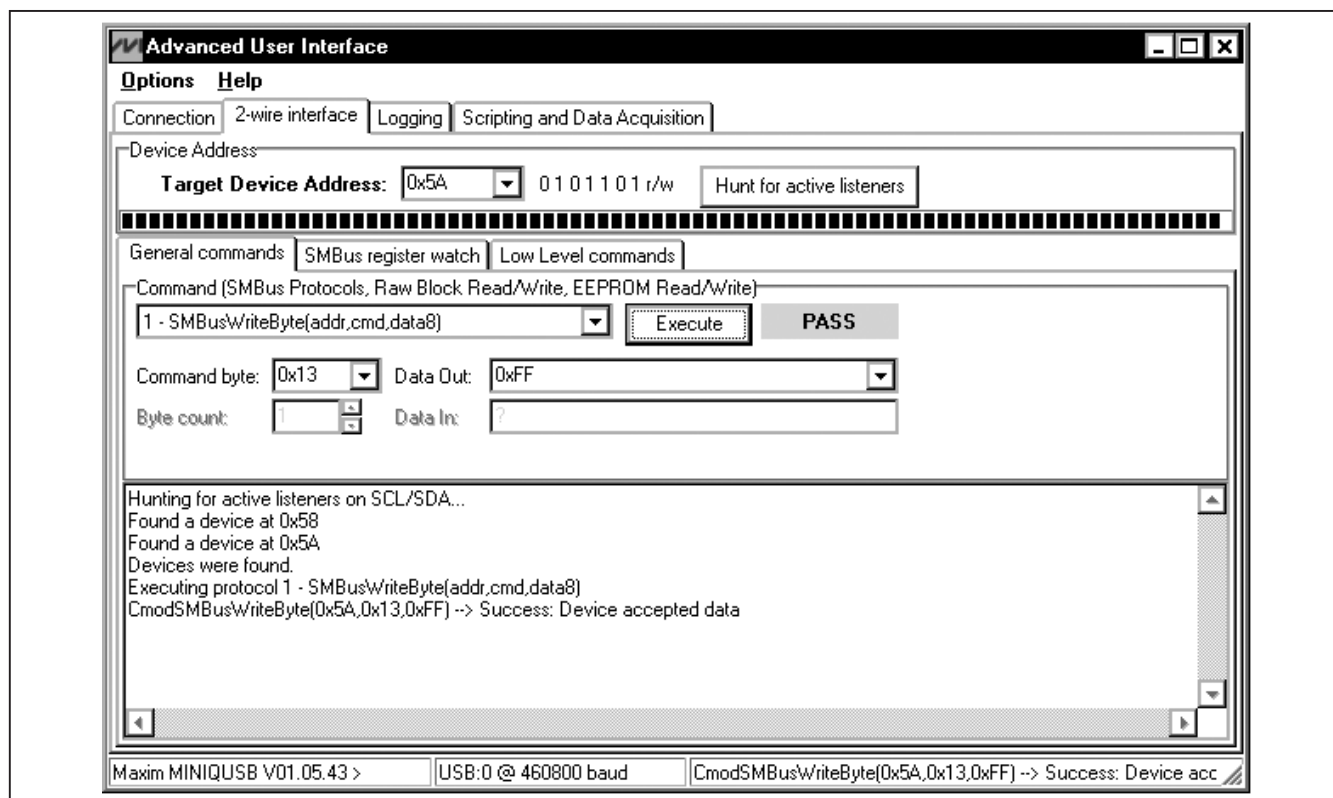 Advanced User Interface
Options Help
Connection 2-wire interface Logging Scripting and Data Acquisition
Device Address
Target Device Address: 0x5A 0 1 0 1 1 0 1 r/w Hunt for active listeners
General commands SMBus register watch Low Level commands
Command (SMBus Protocols, Raw Block Read/Write, EEPROM Read/Write)
1 - SMBusWriteByte(addr,cmd,data8) Execute PASS
Command byte: 0x13 Data Out: 0xFF
Byte count: 1 Data In: ?
Hunting for active listeners on SCL/SDA...
Found a device at 0x58
Found a device at 0x5A
Devices were found.
Executing protocol 1 - SMBusWriteByte(addr,cmd,data8)
CmodSMBusWriteByte(0x5A,0x13,0xFF) --> Success: Device accepted data
Maxim MINIQUSB V01.05.43 > USB:0 @ 460800 baud CmodSMBusWriteByte(0x5A,0x13,0xFF) --> Success: Device acc